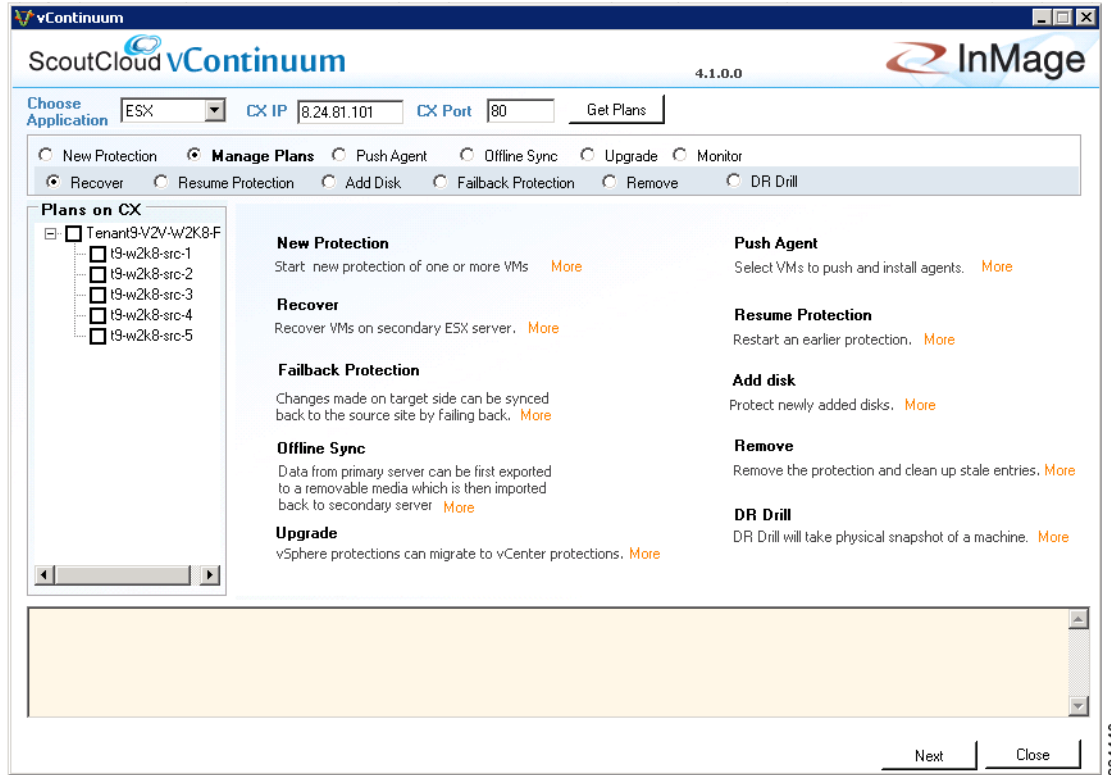 vContinuum
ScoutCloud vContinuum
4.1.0.0
InMage
Choose Application ESX CX IP 8.24.81.101 CX Port 80 Get Plans
New Protection Manage Plans Push Agent Offline Sync Upgrade Monitor
Recover Resume Protection Add Disk Failback Protection Remove DR Drill
Plans on CX
Tenant9-V2V-W2K8-F
t9-w2k8-src-1
t9-w2k8-src-2
t9-w2k8-src-3
t9-w2k8-src-4
t9-w2k8-src-5
New Protection
Start new protection of one or more VMs More
Recover
Recover VMs on secondary ESX server. More
Failback Protection
Changes made on target side can be synced
back to the source site by failing back. More
Offline Sync
Data from primary server can be first exported
to a removable media which is then imported
back to secondary server More
Upgrade
vSphere protections can migrate to vCenter protections. More
Push Agent
Select VMs to push and install agents. More
Resume Protection
Restart an earlier protection. More
Add disk
Protect newly added disks. More
Remove
Remove the protection and clean up stale entries. More
DR Drill
DR Drill will take physical snapshot of a machine. More
Next Close